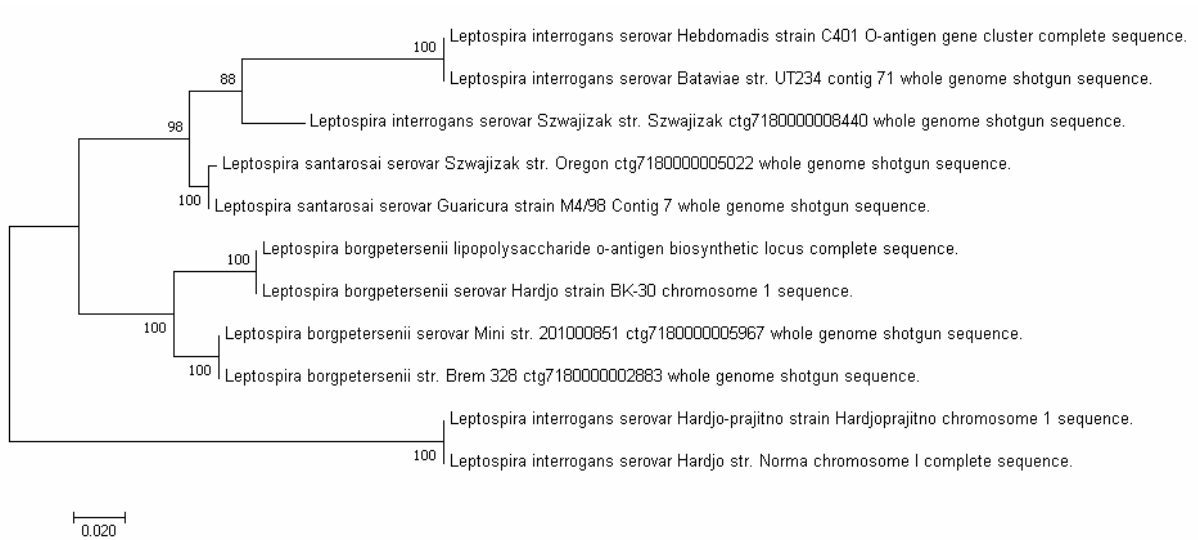 Leptospira interrogans serovar Hebdomadis strain C401 O-antigen gene cluster complete sequence.
100
Leptospira interrogans serovar Bataviae str. UT234 contig 71 whole genome shotgun sequence.
88
Leptospira interrogans serovar Szwajizak str. Szwajizak ctg7180000008440 whole genome shotgun sequence.
98
Leptospira santarosai serovar Szwajizak str. Oregon ctg7180000005022 whole genome shotgun sequence.
100
Leptospira santarosai serovar Guaricura strain M4/98 Contig 7 whole genome shotgun sequence.
Leptospira borgpetersenii lipopolysaccharide o-antigen biosynthetic locus complete sequence.
100
Leptospira borgpetersenii serovar Hardjo strain BK-30 chromosome 1 sequence.
100
Leptospira borgpetersenii serovar Mini str. 201000851 ctg7180000005967 whole genome shotgun sequence.
100
Leptospira borgpetersenii str. Brem 328 ctg7180000002883 whole genome shotgun sequence.
Leptospira interrogans serovar Hardjo-prajitno strain Hardjoprajitno chromosome 1 sequence.
100
Leptospira interrogans serovar Hardjo str. Norma chromosome I complete sequence.
0.020